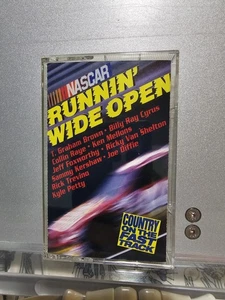 NASCAR
RUNNIN'
WIDE OPEN
T. Graham Brown • Billy Ray Cyrus
Collin Raye • Ken Mellons
Jeff Foxworthy • Ricky Van Shelton
Sammy Kershaw • Joe Diffie
Rick Trevino
Kyle Petty
COUNTRY
ON THE
FAST
TRACK